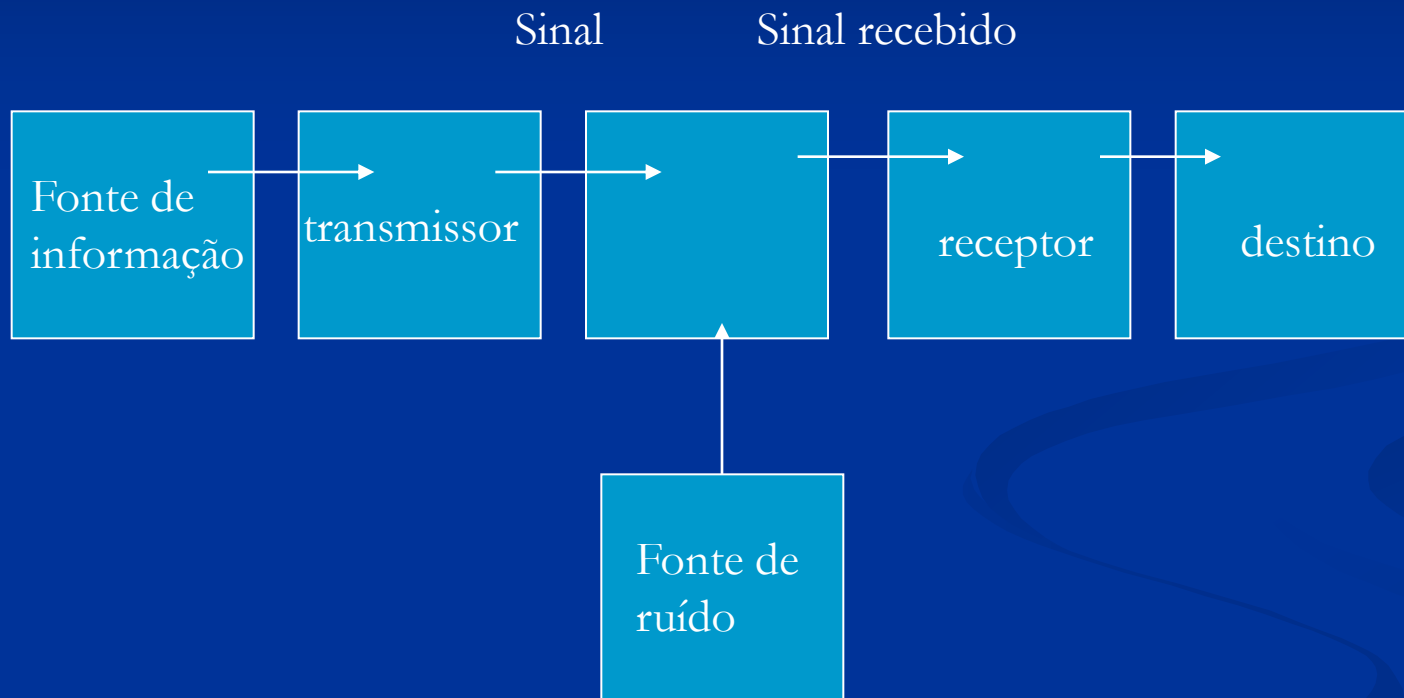 Sinal
Sinal recebido
Fonte de
informação
transmissor
receptor
destino
Fonte de
ruído